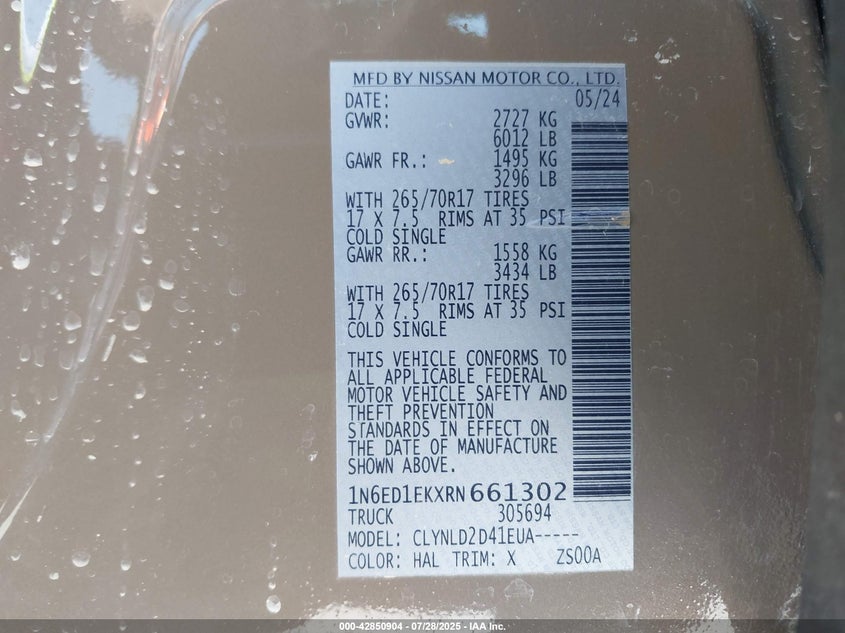 MFD BY NISSAN MOTOR CO., LTD.
DATE: 05/24
GVWR: 2727 KG
6012 LB
GAWR FR.: 1495 KG
3296 LB
WITH 265/70R17 TIRES
17 X 7.5 RIMS AT 35 PSI
COLD SINGLE
GAWR RR.: 1558 KG
3434 LB
WITH 265/70R17 TIRES
17 X 7.5 RIMS AT 35 PSI
COLD SINGLE
THIS VEHICLE CONFORMS TO
ALL APPLICABLE FEDERAL
MOTOR VEHICLE SAFETY AND
THEFT PREVENTION
STANDARDS IN EFFECT ON
THE DATE OF MANUFACTURE
SHOWN ABOVE.
1N6ED1EKXRN661302
TRUCK 305694
MODEL: CLYNLD2D41EUA-----
COLOR: HAL TRIM: X ZS00A
000-42850904 - 07/28/2025 - IAA Inc.